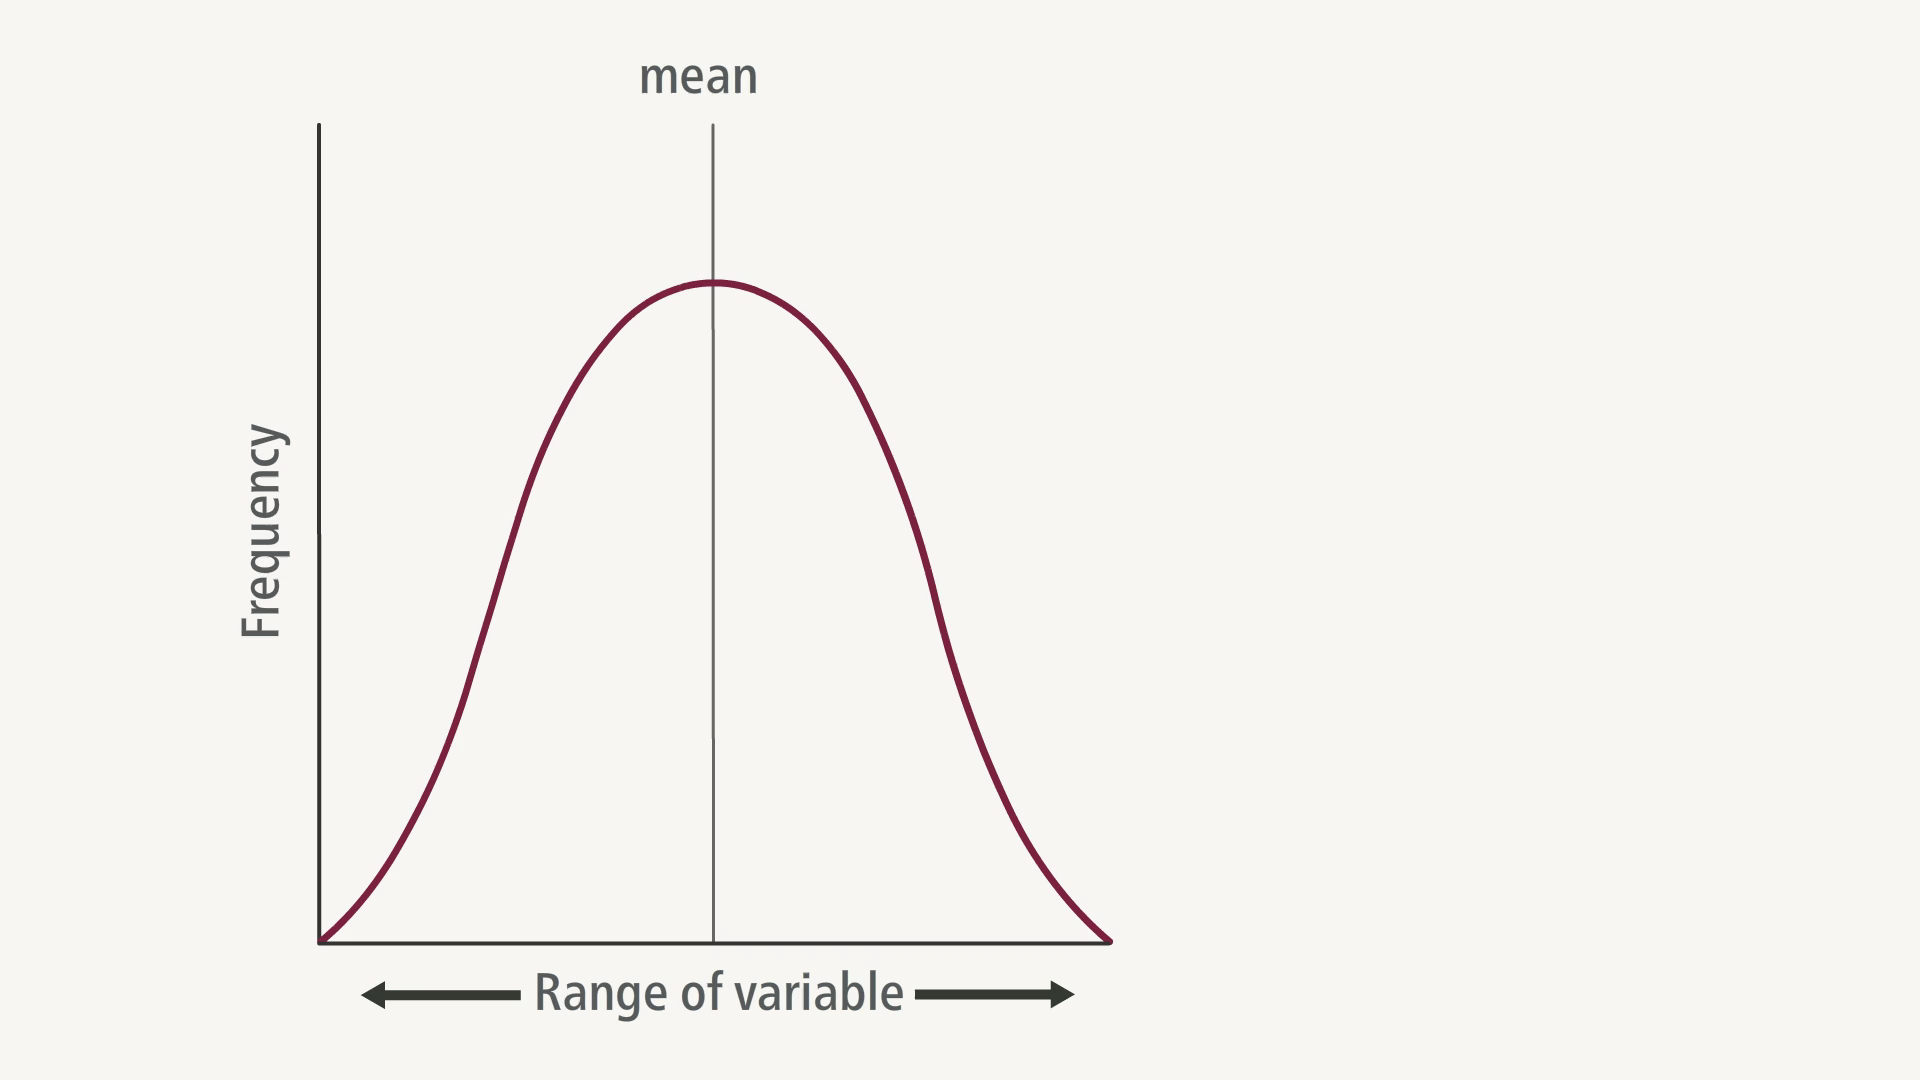 mean
Frequency
Range of variable